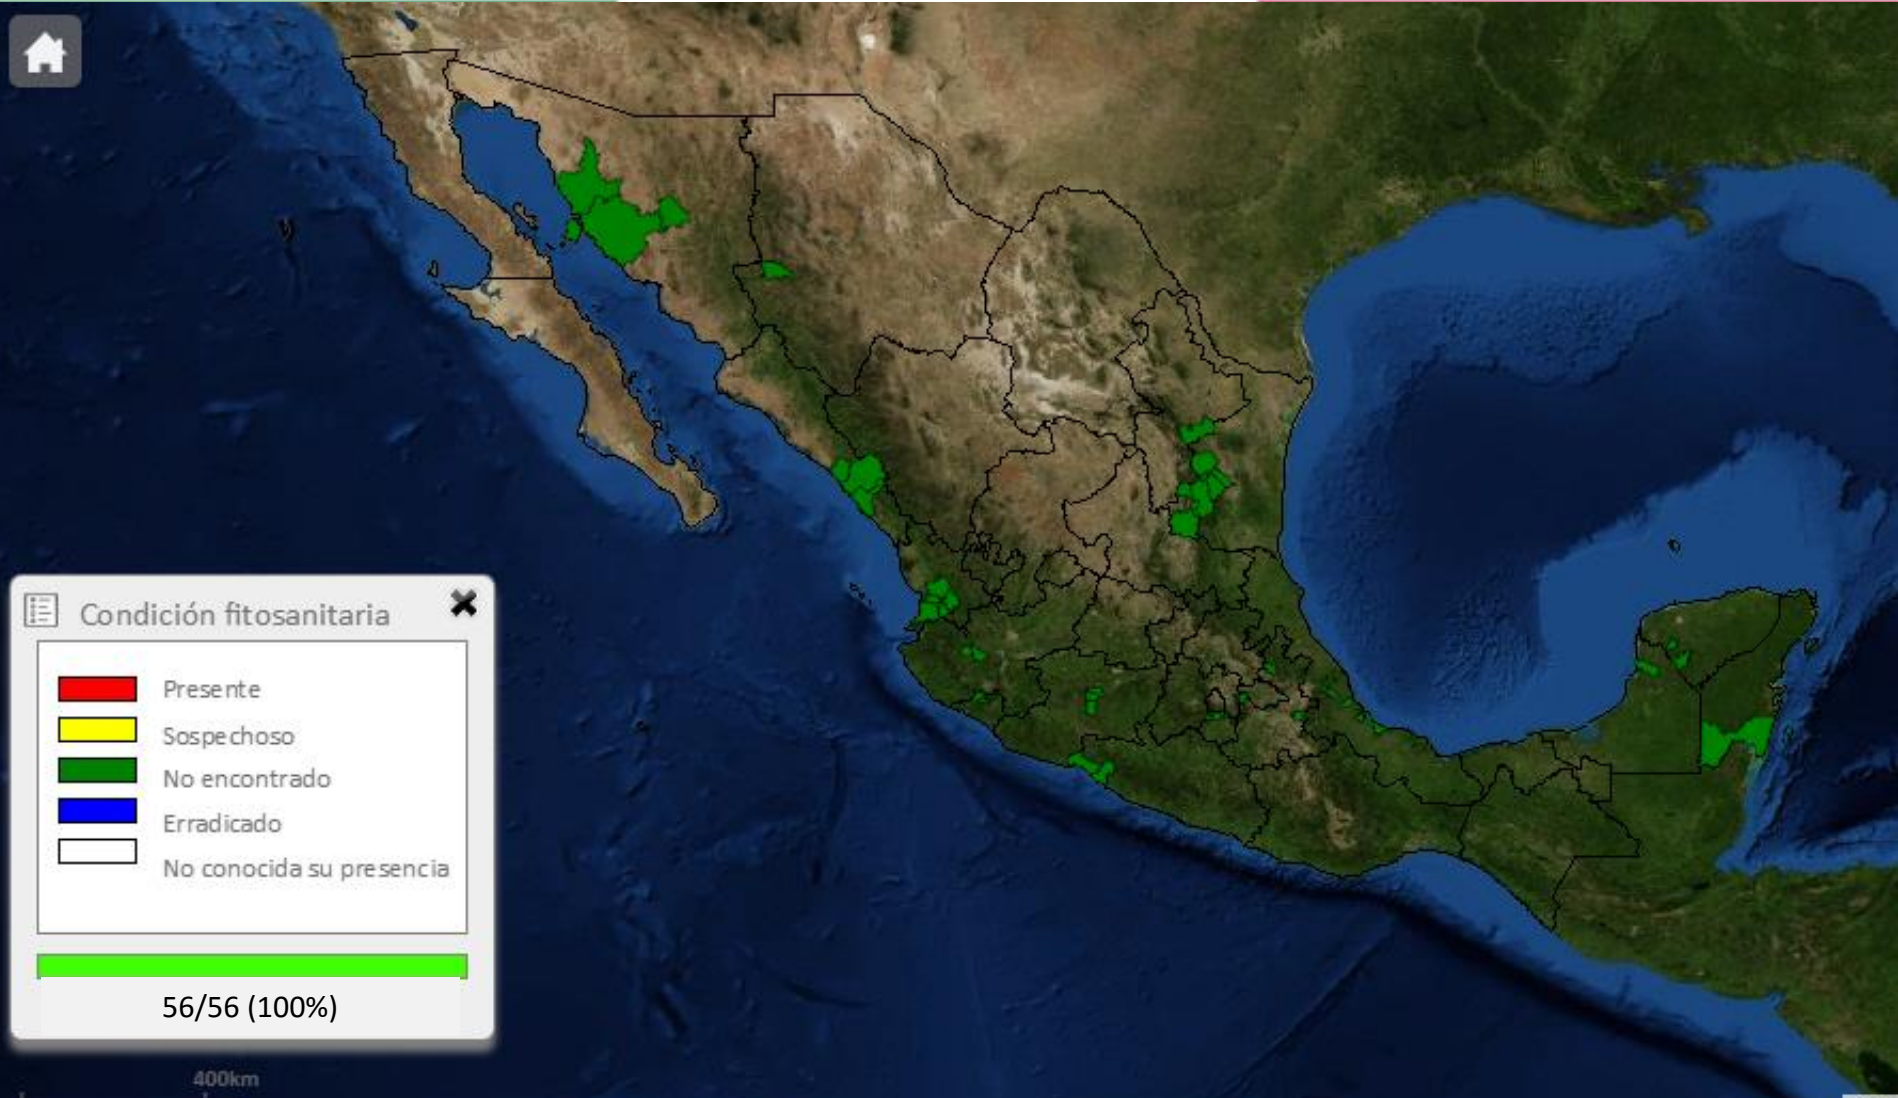 Condición fitosanitaria
Presente
Sospechoso
No encontrado
Erradicado
No conocida su presencia
56/56 (100%)
400km